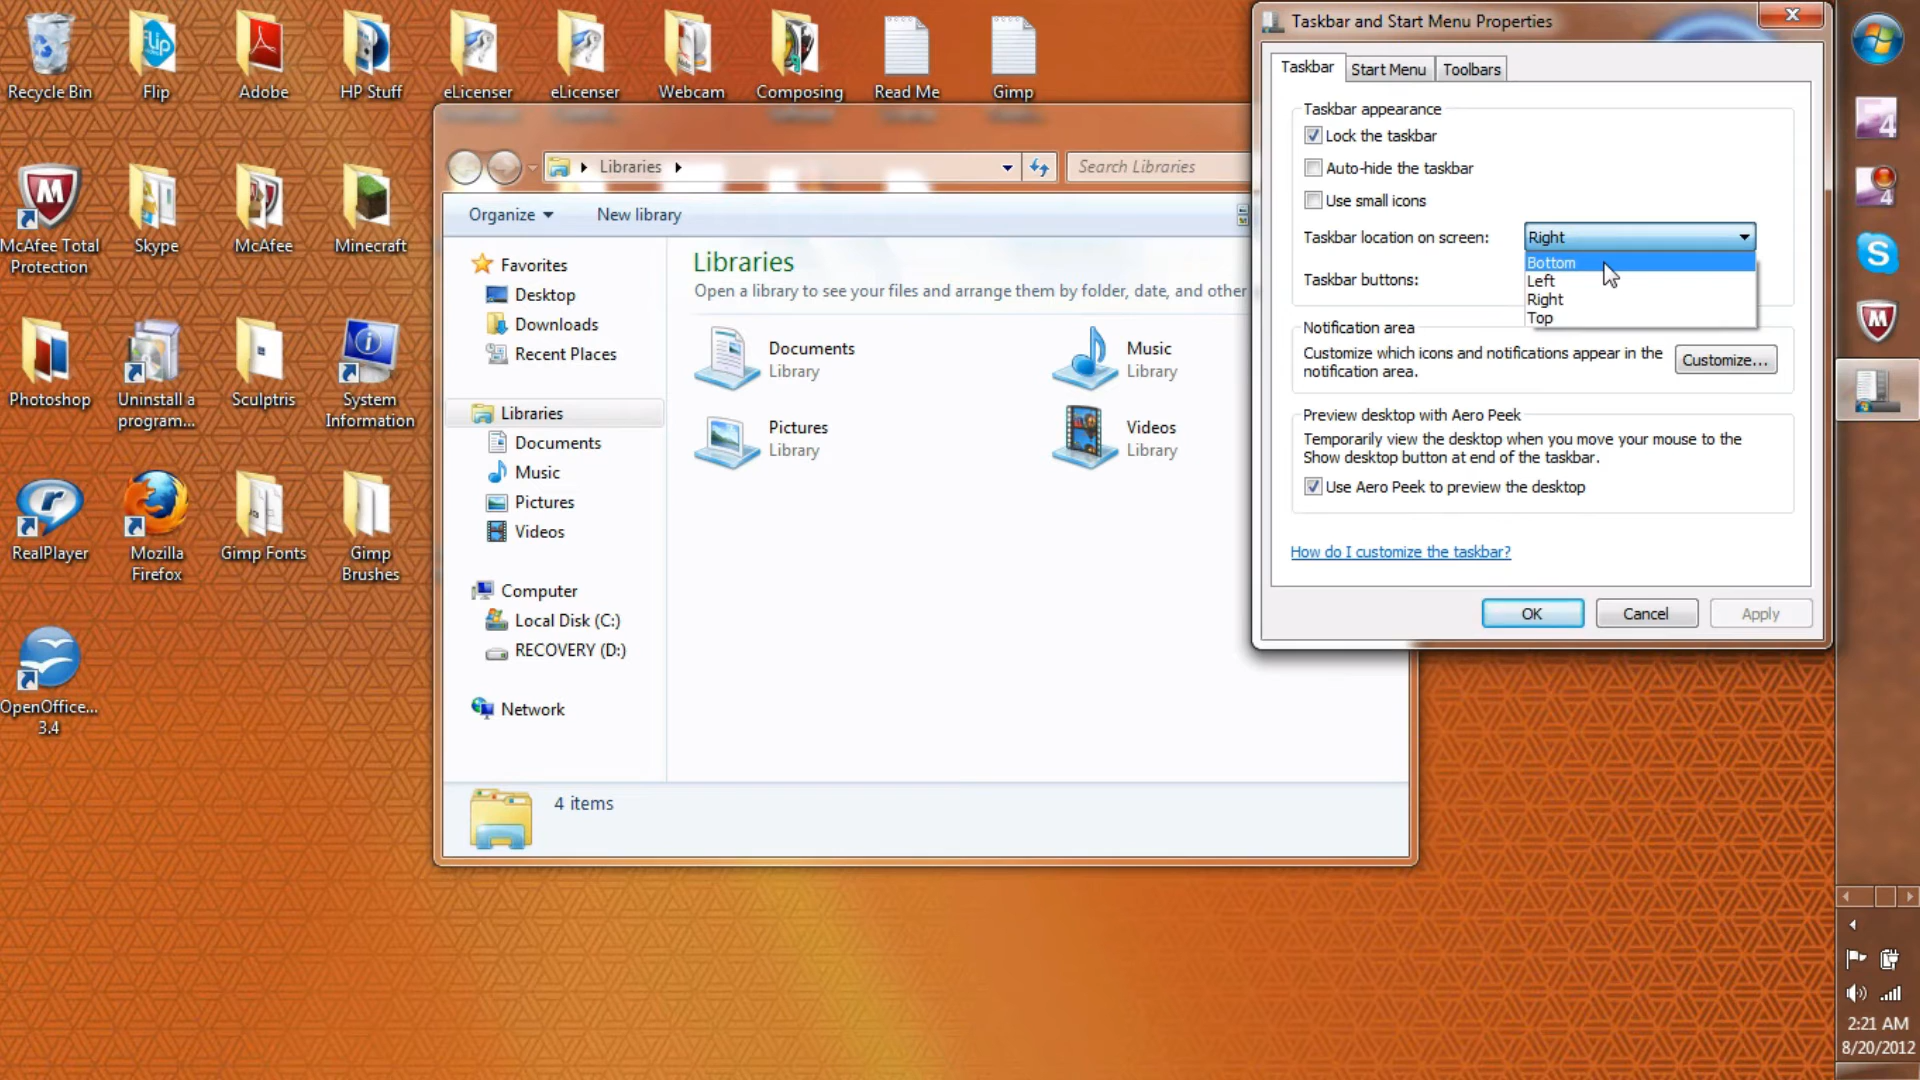 Recycle Bin
Flip
Adobe
HP Stuff
eLicenser
eLicenser
Webcam
Composing
Read Me
Gimp
McAfee Total
Protection
Skype
McAfee
Minecraft
Photoshop
Uninstall a
program...
Sculptris
System
Information
RealPlayer
Mozilla
Firefox
Gimp Fonts
Gimp
Brushes
OpenOffice...
3.4
Libraries
Search Libraries
Organize
New library
Favorites
Desktop
Downloads
Recent Places
Libraries
Documents
Music
Pictures
Videos
Computer
Local Disk (C:)
RECOVERY (D:)
Network
Libraries
Open a library to see your files and arrange them by folder, date, and other
Documents
Library
Music
Library
Pictures
Library
Videos
Library
4 items
Taskbar and Start Menu Properties
Taskbar
Start Menu
Toolbars
Taskbar appearance
Lock the taskbar
Auto-hide the taskbar
Use small icons
Taskbar location on screen:
Right
Bottom
Left
Right
Top
Taskbar buttons:
Notification area
Customize which icons and notifications appear in the
notification area.
Customize...
Preview desktop with Aero Peek
Temporarily view the desktop when you move your mouse to the
Show desktop button at end of the taskbar.
Use Aero Peek to preview the desktop
How do I customize the taskbar?
OK
Cancel
Apply
4
4
2:21 AM
8/20/2012